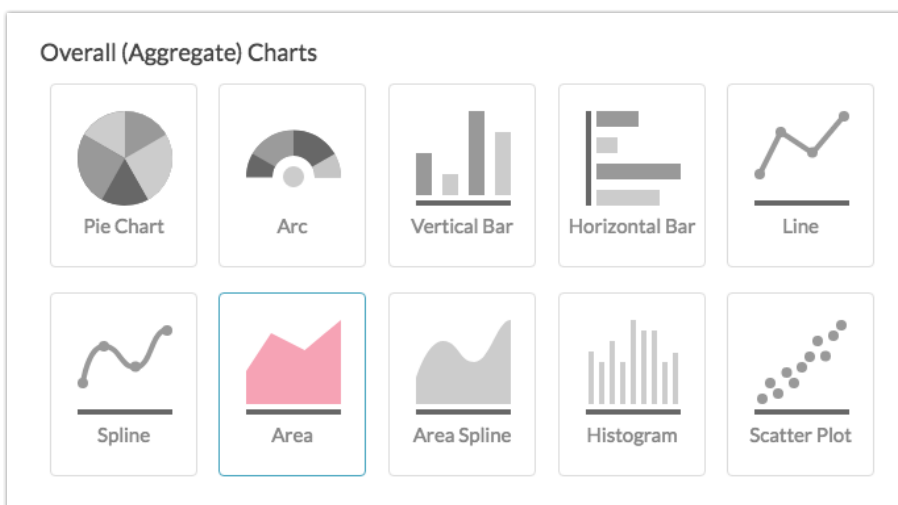 Overall (Aggregate) Charts
Pie Chart
Arc
Vertical Bar
Horizontal Bar
Line
Spline
Area
Area Spline
Histogram
Scatter Plot